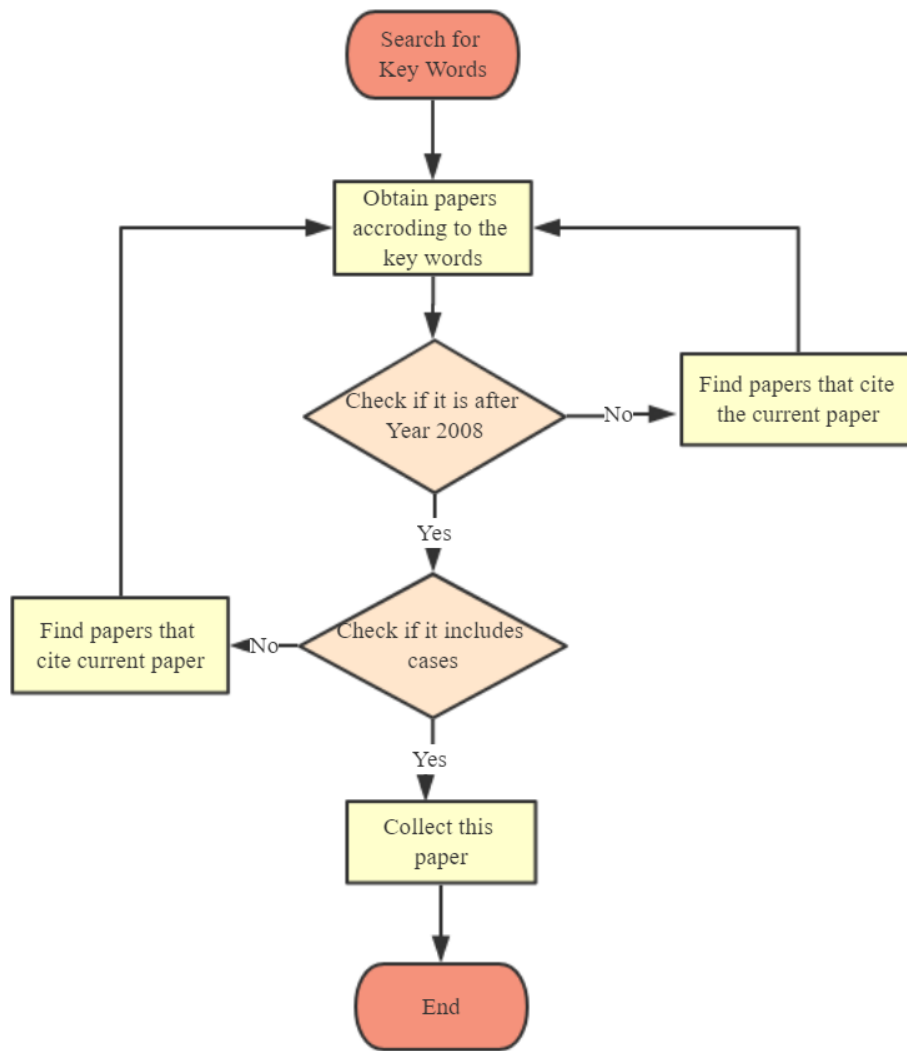 Search for
Key Words
Obtain papers
accroding to the
key words
Check if it is after
Year 2008
No
Find papers that cite
the current paper
Yes
Check if it includes
cases
No
Find papers that
cite current paper
Yes
Collect this
paper
End